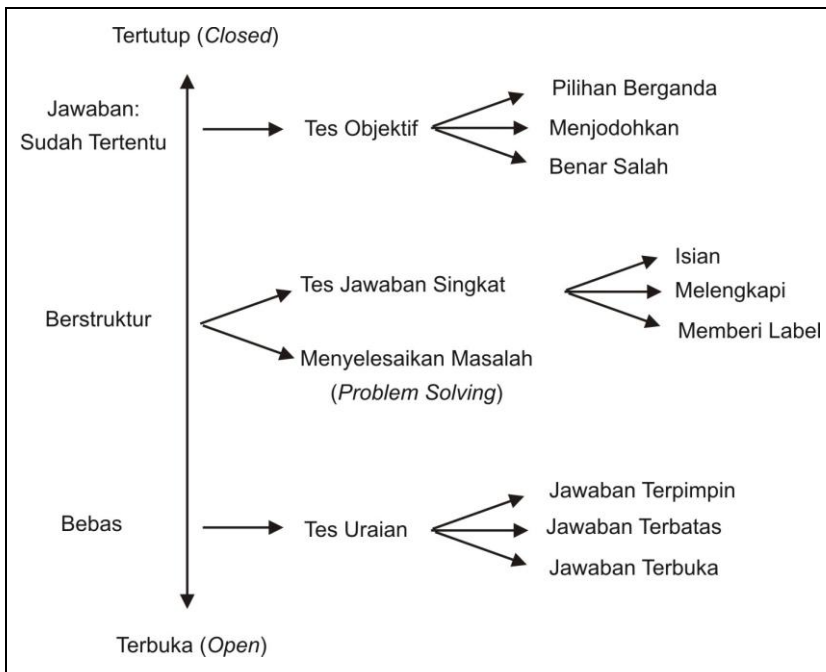 Tertutup (Closed)
Jawaban:
Sudah Tertentu
Tes Objektif
Pilihan Berganda
Menjodohkan
Benar Salah
Berstruktur
Tes Jawaban Singkat
Isian
Melengkapi
Memberi Label
Menyelesaikan Masalah
(Problem Solving)
Bebas
Tes Uraian
Jawaban Terpimpin
Jawaban Terbatas
Jawaban Terbuka
Terbuka (Open)